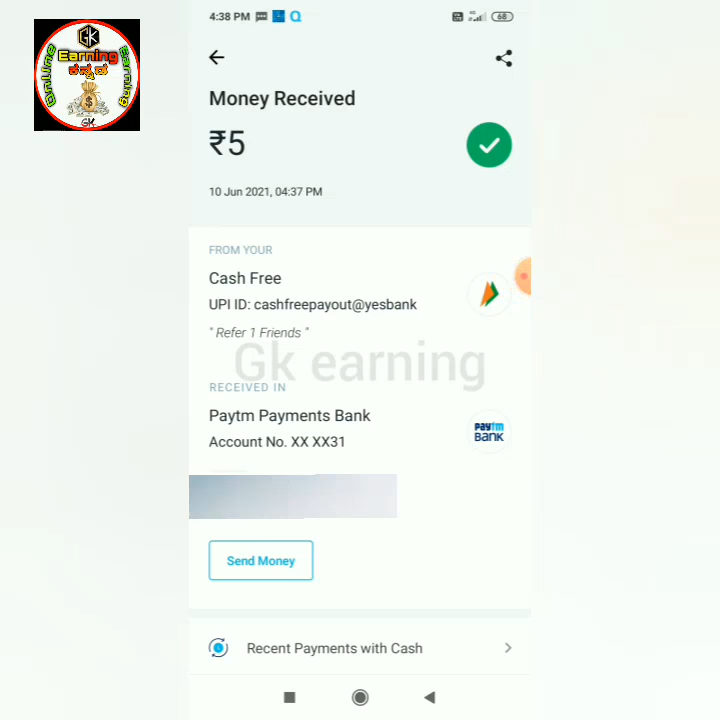 4:38 PM
68
GK
Earning
ಕನ್ನಡ
Online
Earning
$
GK
Money Received
₹5
10 Jun 2021, 04:37 PM
FROM YOUR
Cash Free
UPI ID: cashfreepayout@yesbank
" Refer 1 Friends "
Gk earning
RECEIVED IN
Paytm Payments Bank
Account No. XX XX31
paytm
BANK
Send Money
Recent Payments with Cash